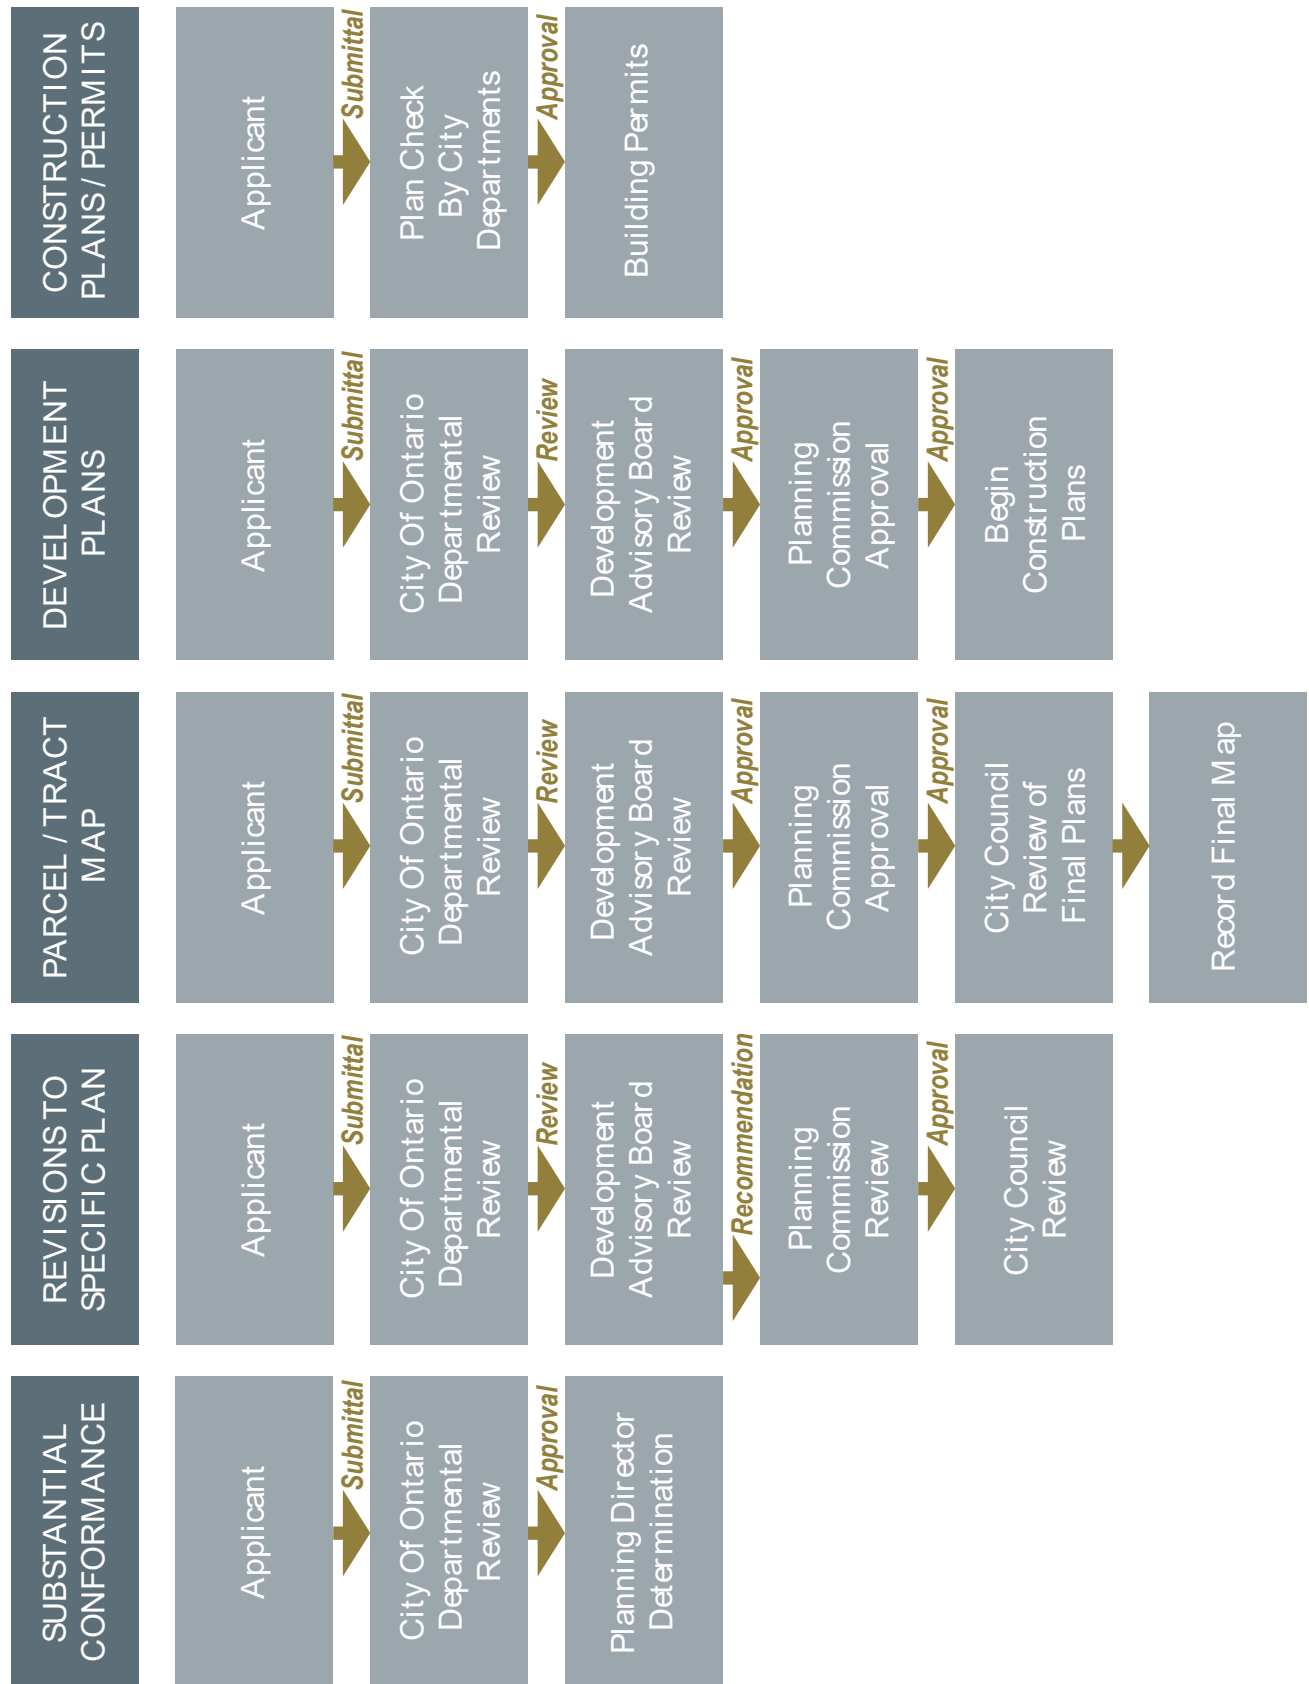 SUBSTANTIAL
CONFORMANCE
Applicant
Submittal
City Of Ontario
Departmental
Review
Approval
Planning Director
Determination
REVISIONS TO
SPECIFIC PLAN
Applicant
Submittal
City Of Ontario
Departmental
Review
Review
Development
Advisory Board
Review
Recommendation
Planning
Commission
Review
Approval
City Council
Review
PARCEL / TRACT
MAP
Applicant
Submittal
City Of Ontario
Departmental
Review
Review
Development
Advisory Board
Review
Approval
Planning
Commission
Approval
Approval
City Council
Review of
Final Plans
Record Final Map
DEVELOPMENT
PLANS
Applicant
Submittal
City Of Ontario
Departmental
Review
Review
Development
Advisory Board
Review
Approval
Planning
Commission
Approval
Approval
Begin
Construction
Plans
CONSTRUCTION
PLANS / PERMITS
Applicant
Submittal
Plan Check
By City
Departments
Approval
Building Permits